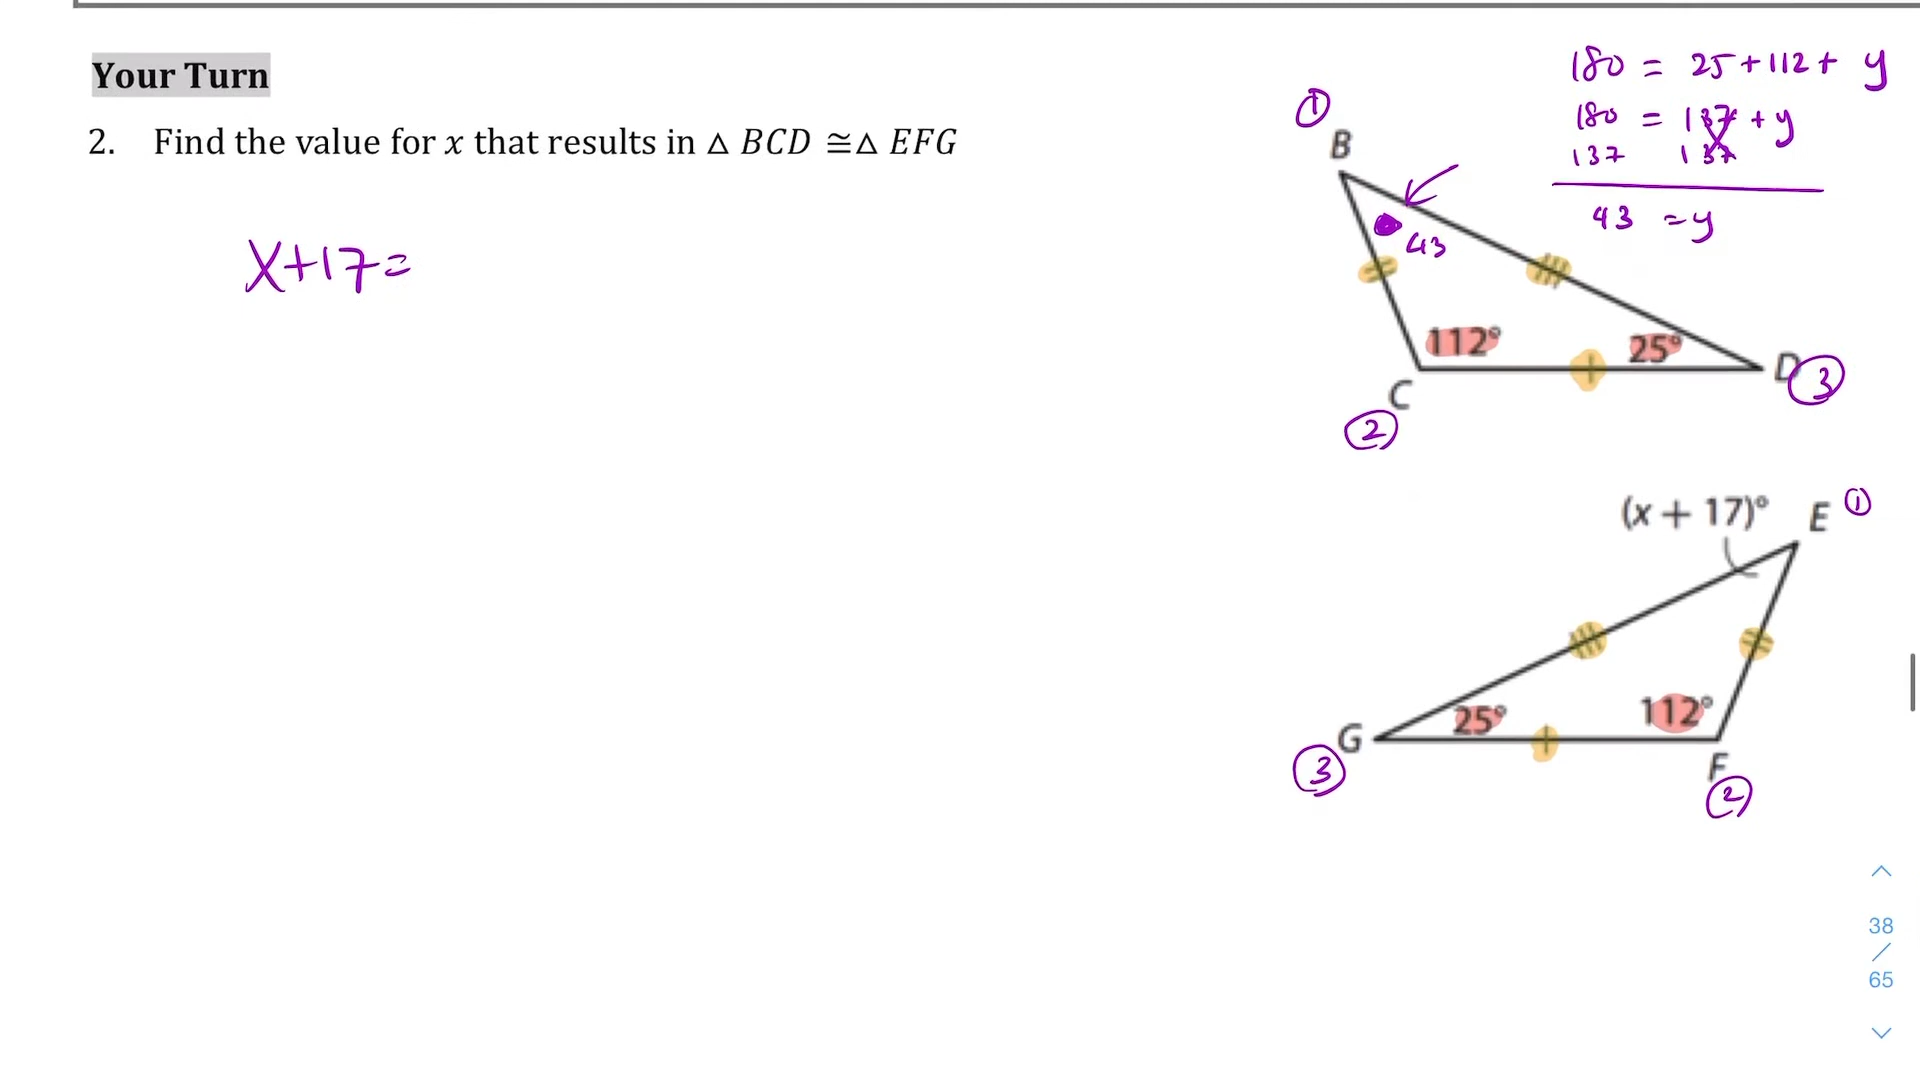 Your Turn
2. Find the value for x that results in △ BCD ≅△ EFG
x+17=
180 = 25+112+ y
180 = 137 + y
137 137
43 =y
①
B
43
112°
25°
D
③
C
②
(x + 17)°
E
①
25°
112°
G
③
F
②
38
/
65